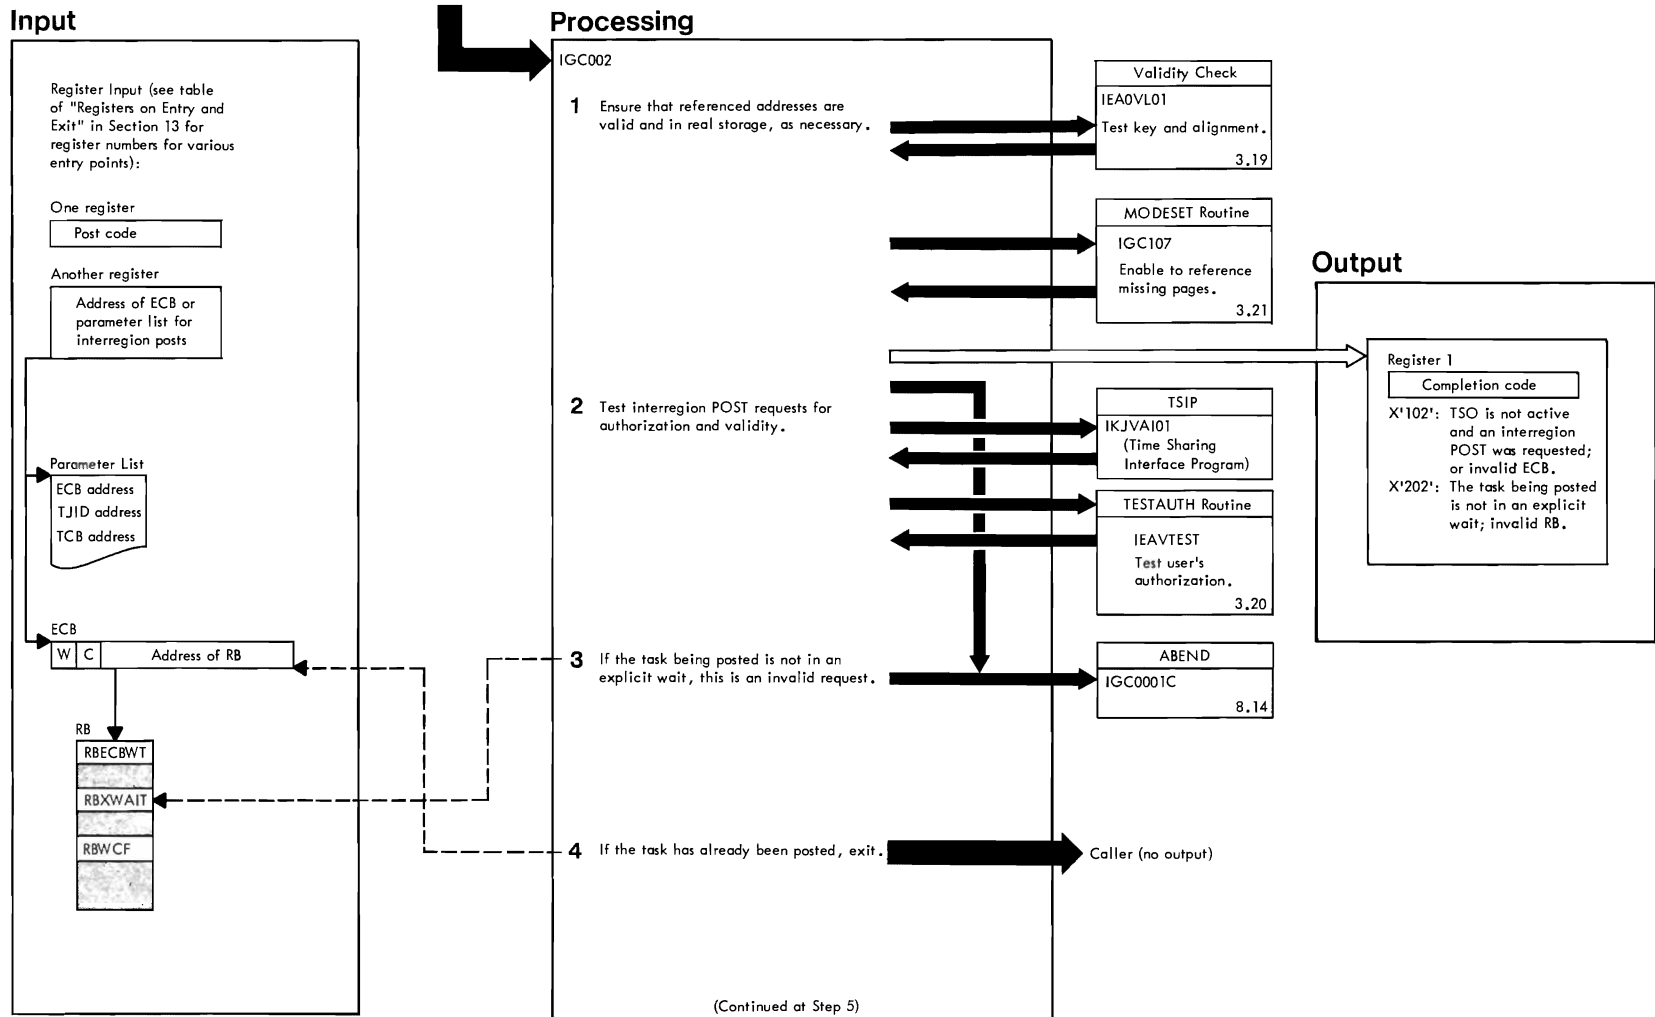 Input
Register Input (see table
of "Registers on Entry and
Exit" in Section 13 for
register numbers for various
entry points):
One register
Post code
Another register
Address of ECB or
parameter list for
interregion posts
Parameter List
ECB address
TJID address
TCB address
ECB
W C Address of RB
RB
RBECBWT
RBXWAIT
RBWCF
Processing
IGC002
1 Ensure that referenced addresses are
valid and in real storage, as necessary.
2 Test interregion POST requests for
authorization and validity.
3 If the task being posted is not in an
explicit wait, this is an invalid request.
4 If the task has already been posted, exit.
(Continued at Step 5)
Validity Check
IEA0VL01
Test key and alignment.
3.19
MODESET Routine
IGC107
Enable to reference
missing pages.
3.21
TSIP
IKJVAI01
(Time Sharing
Interface Program)
TESTAUTH Routine
IEAVTEST
Test user's
authorization.
3.20
ABEND
IGC0001C
8.14
Caller (no output)
Output
Register 1
Completion code
X'102': TSO is not active
and an interregion
POST was requested;
or invalid ECB.
X'202': The task being posted
is not in an explicit
wait; invalid RB.